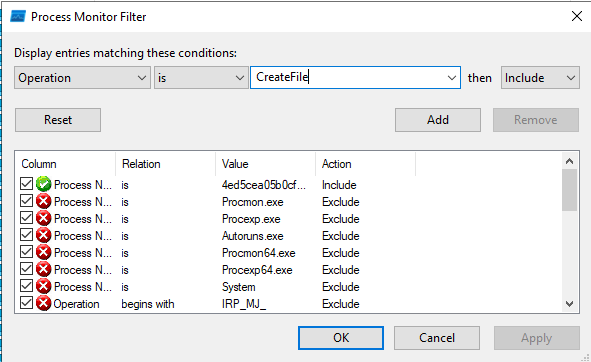 Process Monitor Filter
Display entries matching these conditions:
Operation is CreateFile then Include
Reset Add Remove
Column Relation Value Action
Process N... is 4ed5cea05b0cf... Include
Process N... is Procmon.exe Exclude
Process N... is Procexp.exe Exclude
Process N... is Autoruns.exe Exclude
Process N... is Procmon64.exe Exclude
Process N... is Procexp64.exe Exclude
Process N... is System Exclude
Operation begins with IRP_MJ_ Exclude
OK Cancel Apply